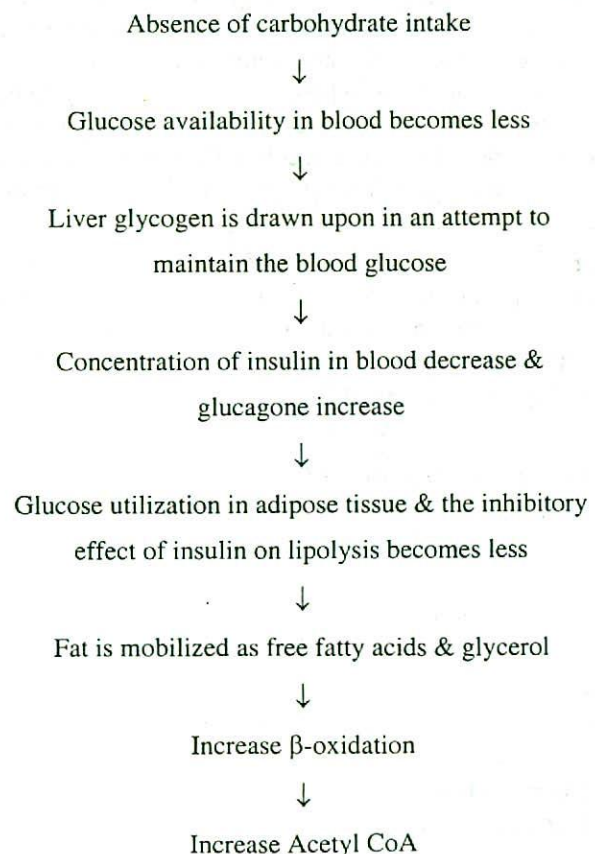 Absence of carbohydrate intake
↓
Glucose availability in blood becomes less
↓
Liver glycogen is drawn upon in an attempt to
maintain the blood glucose
↓
Concentration of insulin in blood decrease &
glucagone increase
↓
Glucose utilization in adipose tissue & the inhibitory
effect of insulin on lipolysis becomes less
↓
Fat is mobilized as free fatty acids & glycerol
↓
Increase β-oxidation
↓
Increase Acetyl CoA